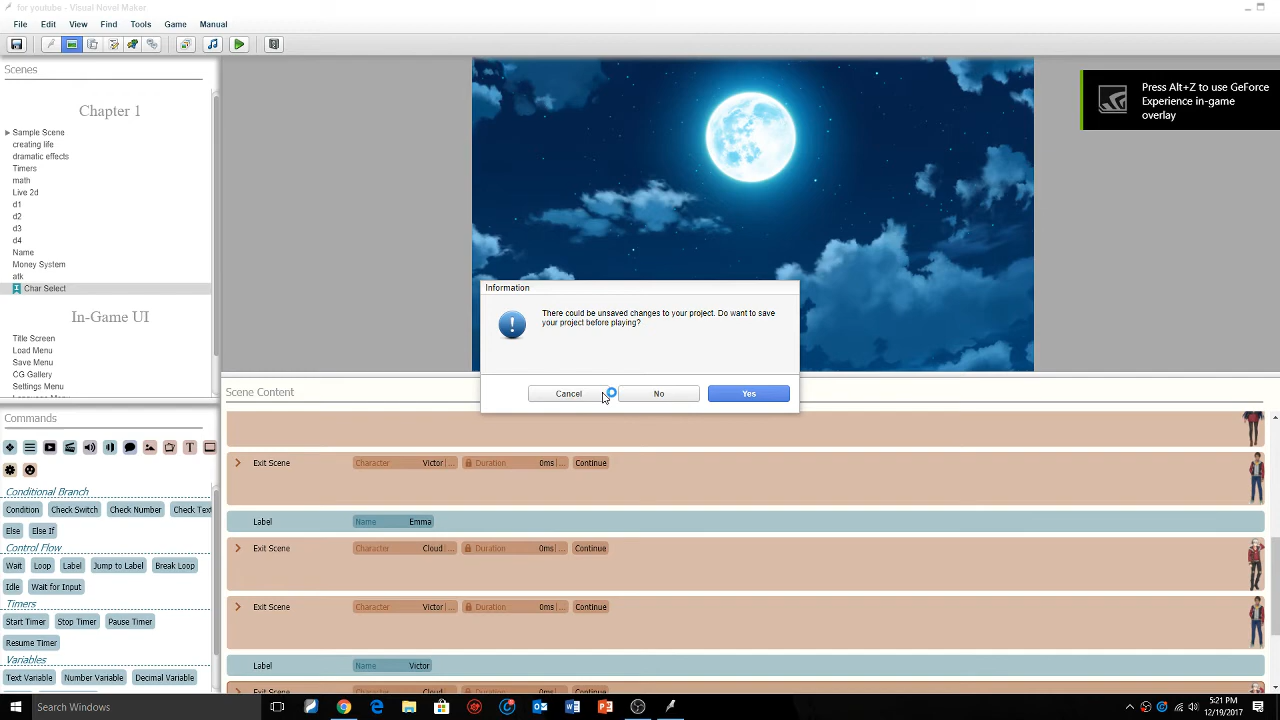 for youtube - Visual Novel Maker
File Edit View Find Tools Game Manual
Scenes
Chapter 1
Sample Scene
creating life
dramatic effects
Timers
math
Live 2d
d1
d2
d3
d4
Name
Money System
atk
Char Select
In-Game UI
Title Screen
Load Menu
Save Menu
CG Gallery
Settings Menu
Commands
Conditional Branch
Condition Check Switch Check Number Check Text
Else Else If
Control Flow
Wait Loop Label Jump to Label Break Loop
Idle Wait for Input
Timers
Start Timer Stop Timer Pause Timer
Resume Timer
Variables
Text Variable Number Variable Decimal Variable
Press Alt+Z to use GeForce
Experience in-game
overlay
Information
There could be unsaved changes to your project. Do want to save
your project before playing?
Cancel No Yes
Scene Content
Exit Scene Character Victor ... Duration 0ms ... Continue
Label Name Emma
Exit Scene Character Cloud ... Duration 0ms ... Continue
Exit Scene Character Victor ... Duration 0ms ... Continue
Label Name Victor
Exit Scene Character Cloud ... Duration 0ms ... Continue
Search Windows
5:21 PM
12/19/2017